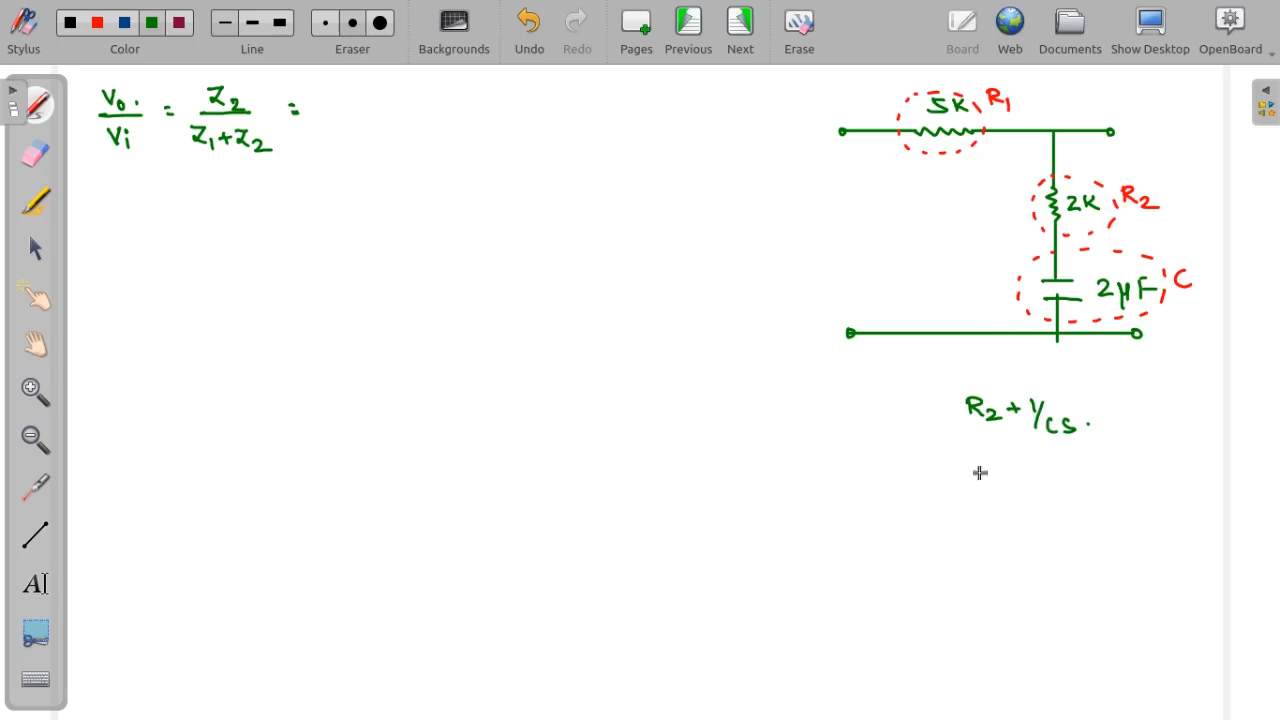 Stylus Color Line Eraser Backgrounds Undo Redo Pages Previous Next Erase Board Web Documents Show Desktop OpenBoard
Vo. / Vi = Z2 / Z1+Z2 =
5K R1
2K R2
2μF C
R2 + 1/CS .
A